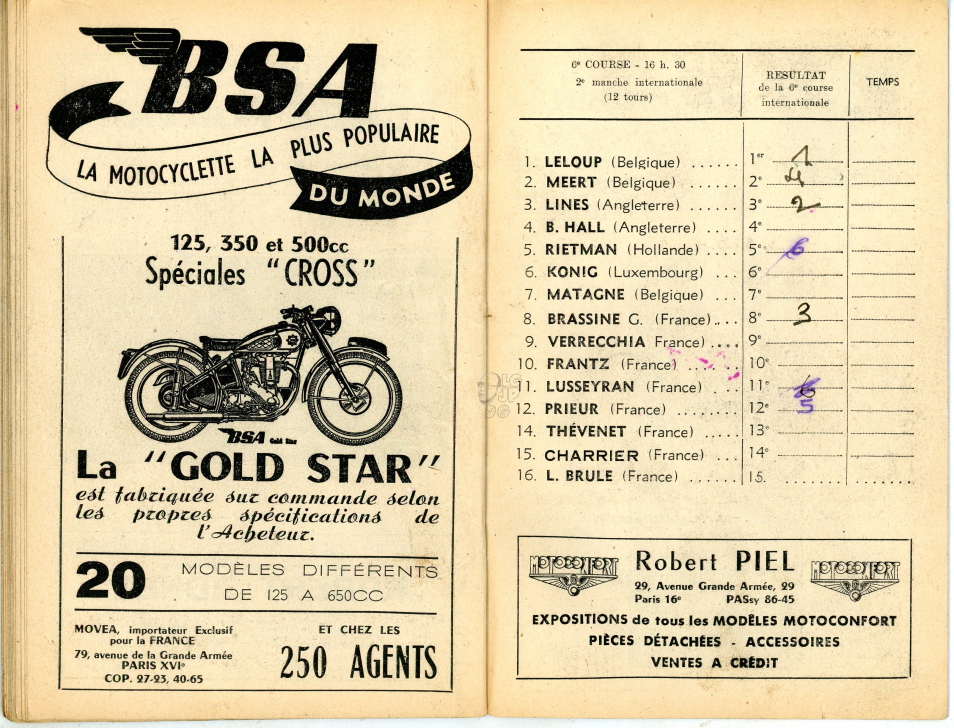 BSA
LA MOTOCYCLETTE LA PLUS POPULAIRE
DU MONDE
125, 350 et 500cc
Spéciales "CROSS"
BSA Gold Star
La "GOLD STAR"
est fabriquée sur commande selon
les propres spécifications de
l'Acheteur.
20 MODÈLES DIFFÉRENTS
DE 125 A 650CC
MOVEA, importateur Exclusif
pour la FRANCE
79, avenue de la Grande Armée
PARIS XVIe
COP. 27-23, 40-65
ET CHEZ LES
250 AGENTS
6e COURSE - 16 h. 30
2e manche internationale
(12 tours)
RESULTAT
de la 6e course
internationale
TEMPS
1. LELOUP (Belgique) ...... 1er 1
2. MEERT (Belgique) ...... 2e 4
3. LINES (Angleterre) ...... 3e 2
4. B. HALL (Angleterre) .... 4e
5. RIETMAN (Hollande) .... 5e 6
6. KONIG (Luxembourg) ... 6e
7. MATAGNE (Belgique) ... 7e
8. BRASSINE G. (France).... 8e 3
9. VERRECCHIA France) .... 9e
10. FRANTZ (France) ...... 10e
11. LUSSEYRAN (France) ... 11e
12. PRIEUR (France) ....... 12e 5
14. THÉVENET (France) ..... 13e
15. CHARRIER (France) ... 14e
16. L. BRULE (France) ...... 15.
MOTOCONFORT
Robert PIEL
MOTOCONFORT
29, Avenue Grande Armée, 29
Paris 16e PASsy 86-45
EXPOSITIONS de tous les MODÈLES MOTOCONFORT
PIÈCES DÉTACHÉES - ACCESSOIRES
VENTES A CRÉDIT